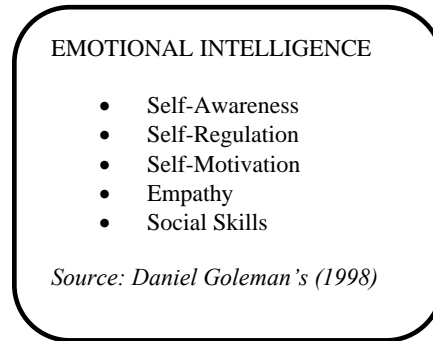 EMOTIONAL INTELLIGENCE
• Self-Awareness
• Self-Regulation
• Self-Motivation
• Empathy
• Social Skills
Source: Daniel Goleman’s (1998)